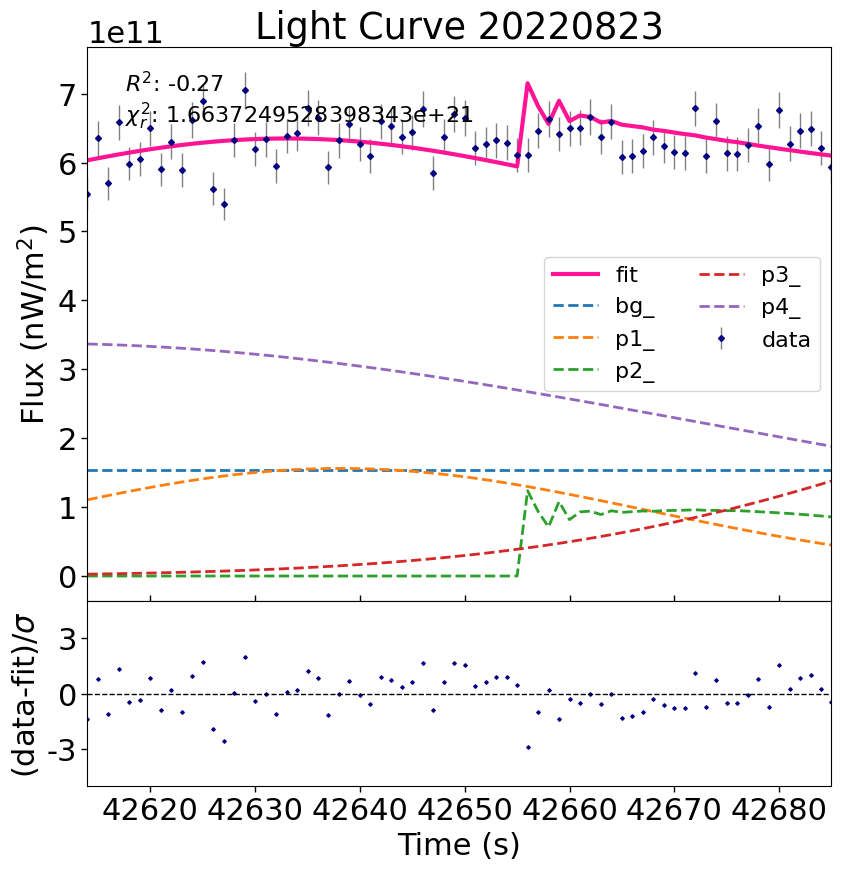 Light Curve 20220823
1e11
R²: -0.27
χ²ᵣ: 1.6637249528398343e+21
7
6
5
4
3
2
1
0
Flux (nW/m²)
fit
bg_
p1_
p2_
p3_
p4_
data
3
0
-3
(data-fit)/σ
42620 42630 42640 42650 42660 42670 42680
Time (s)